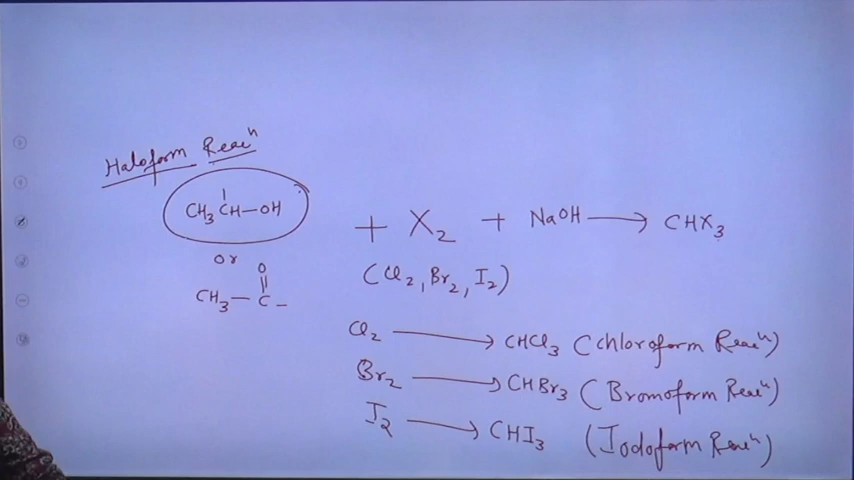 Haloform Reacⁿ
CH₃CH-OH + X₂ + NaOH → CHX₃
Or
(Cl₂, Br₂, I₂)
O
CH₃-C-
Cl₂ → CHCl₃ (chloroform Reacⁿ)
Br₂ → CHBr₃ (Bromoform Reacⁿ)
I₂ → CHI₃ (Iodoform Reacⁿ)